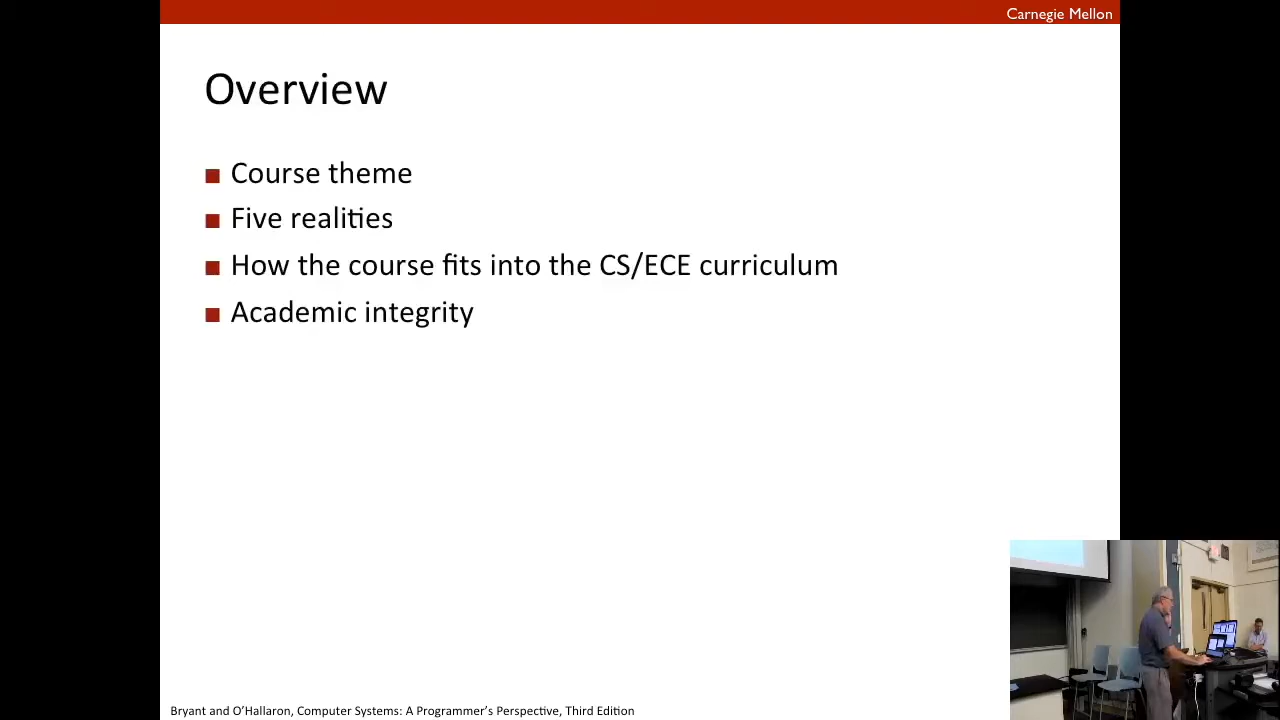 Carnegie Mellon
Overview
Course theme
Five realities
How the course fits into the CS/ECE curriculum
Academic integrity
Bryant and O'Hallaron, Computer Systems: A Programmer's Perspective, Third Edition